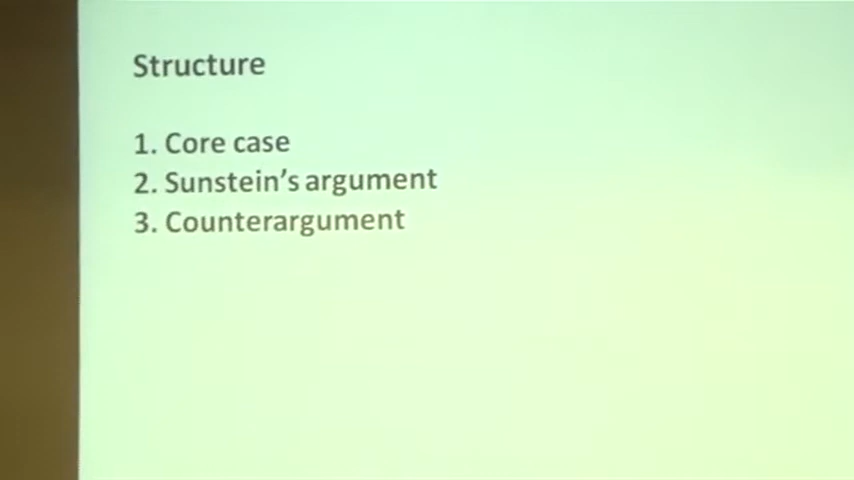 Structure
1. Core case
2. Sunstein's argument
3. Counterargument